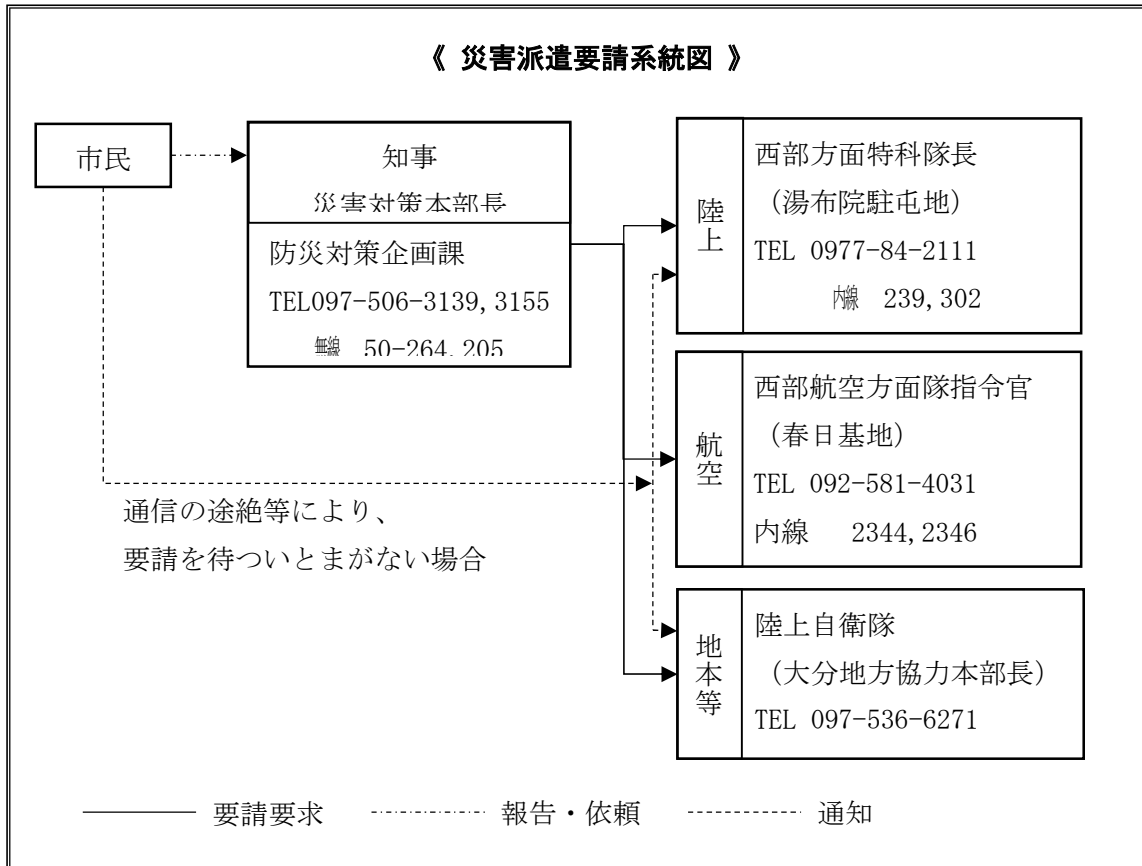 《 災害派遣要請系統図 》
市民
知事
災害対策本部長
防災対策企画課
TEL097-506-3139,3155
無線 50-264,205
陸上
西部方面特科隊長
（湯布院駐屯地）
TEL 0977-84-2111
内線 239,302
航空
西部航空方面隊指令官
（春日基地）
TEL 092-581-4031
内線 2344,2346
地本等
陸上自衛隊
（大分地方協力本部長）
TEL 097-536-6271
通信の途絶等により、
要請を待ついとまがない場合
要請要求 報告・依頼 通知